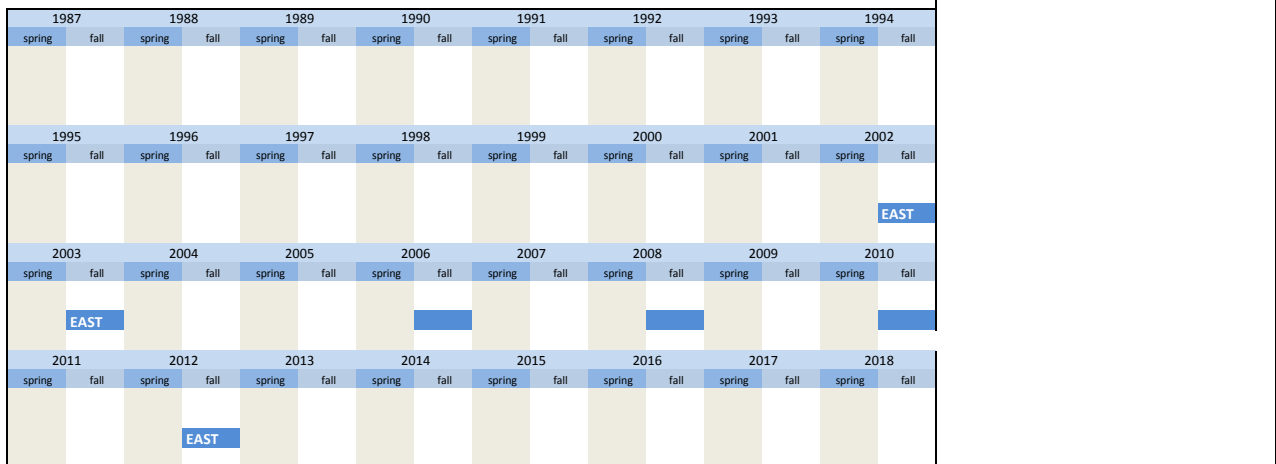 1987 1988 1989 1990 1991 1992 1993 1994
spring fall spring fall spring fall spring fall spring fall spring fall spring fall spring fall
1995 1996 1997 1998 1999 2000 2001 2002
spring fall spring fall spring fall spring fall spring fall spring fall spring fall spring fall
EAST
2003 2004 2005 2006 2007 2008 2009 2010
spring fall spring fall spring fall spring fall spring fall spring fall spring fall spring fall
EAST
2011 2012 2013 2014 2015 2016 2017 2018
spring fall spring fall spring fall spring fall spring fall spring fall spring fall spring fall
EAST